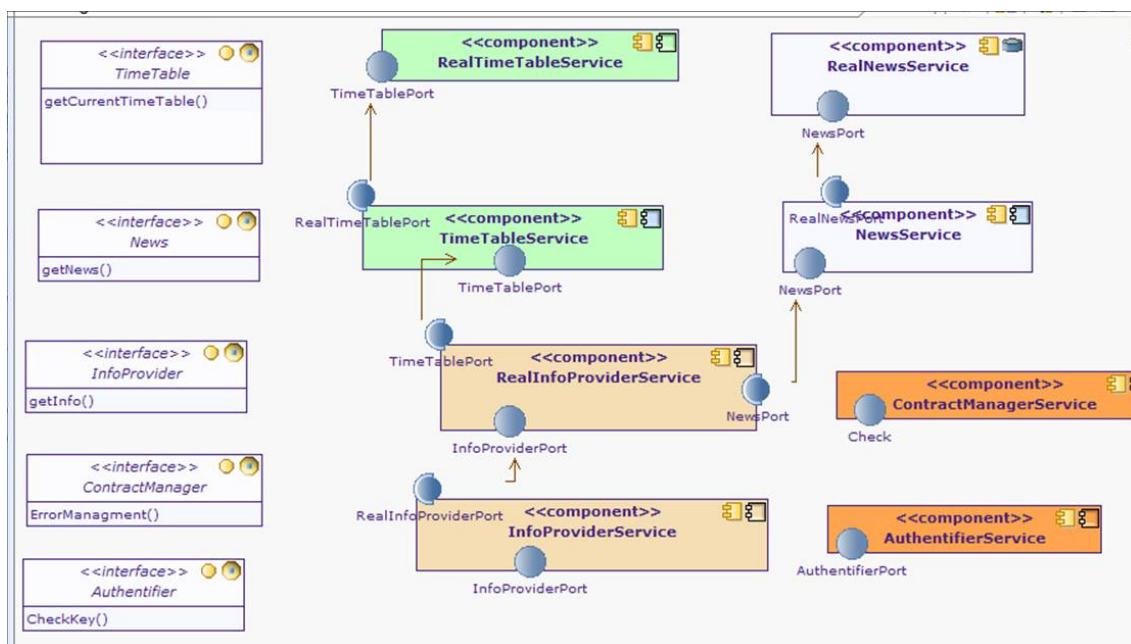 <<interface>>
TimeTable
getCurrentTimeTable()
<<interface>>
News
getNews()
<<interface>>
InfoProvider
getInfo()
<<interface>>
ContractManager
ErrorManagment()
<<interface>>
Authentifier
CheckKey()
<<component>>
RealTimeTableService
TimeTablePort
RealTimeTablePort
<<component>>
TimeTableService
TimeTablePort
TimeTablePort
<<component>>
RealInfoProviderService
NewsPort
InfoProviderPort
RealInfoProviderPort
<<component>>
InfoProviderService
InfoProviderPort
<<component>>
RealNewsService
NewsPort
RealNewsPort
<<component>>
NewsService
NewsPort
<<component>>
ContractManagerService
Check
<<component>>
AuthentifierService
AuthentifierPort